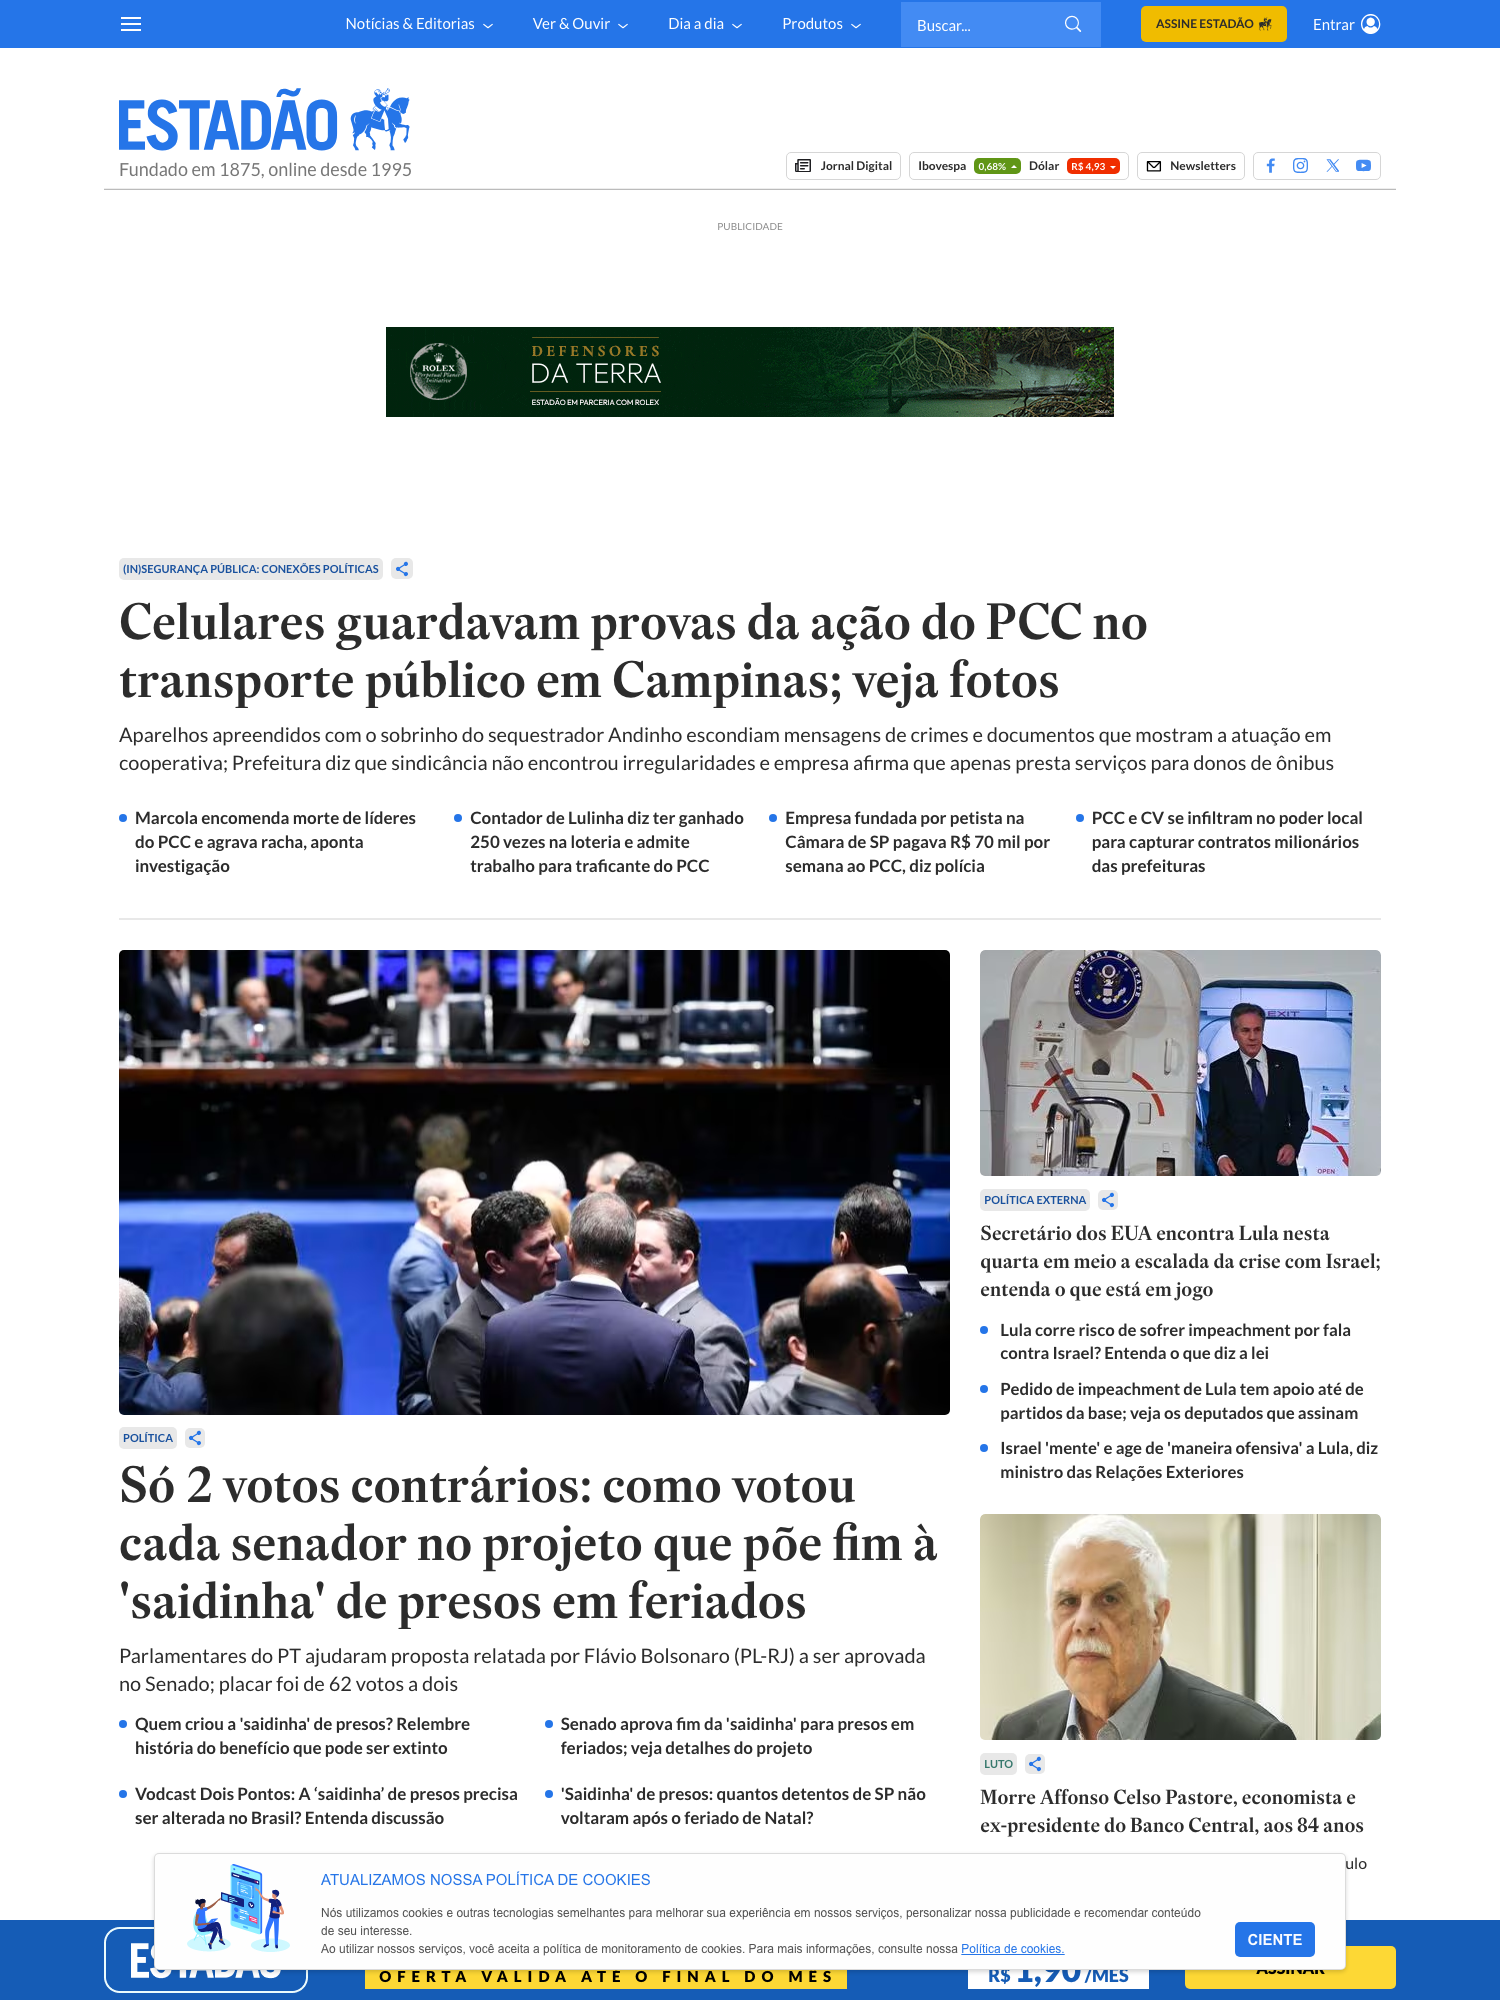 Notícias & Editorias
Ver & Ouvir
Dia a dia
Produtos
Buscar...
ASSINE ESTADÃO
Entrar
ESTADÃO
Fundado em 1875, online desde 1995
Jornal Digital
Ibovespa 0,68% Dólar R$ 4,93
Newsletters
PUBLICIDADE
ROLEX
Perpetual Planet
Initiative
DEFENSORES
DA TERRA
ESTADÃO EM PARCERIA COM ROLEX
(IN)SEGURANÇA PÚBLICA: CONEXÕES POLÍTICAS
Celulares guardavam provas da ação do PCC no
transporte público em Campinas; veja fotos
Aparelhos apreendidos com o sobrinho do sequestrador Andinho escondiam mensagens de crimes e documentos que mostram a atuação em
cooperativa; Prefeitura diz que sindicância não encontrou irregularidades e empresa afirma que apenas presta serviços para donos de ônibus
Marcola encomenda morte de líderes
do PCC e agrava racha, aponta
investigação
Contador de Lulinha diz ter ganhado
250 vezes na loteria e admite
trabalho para traficante do PCC
Empresa fundada por petista na
Câmara de SP pagava R$ 70 mil por
semana ao PCC, diz polícia
PCC e CV se infiltram no poder local
para capturar contratos milionários
das prefeituras
POLÍTICA
Só 2 votos contrários: como votou
cada senador no projeto que põe fim à
'saidinha' de presos em feriados
Parlamentares do PT ajudaram proposta relatada por Flávio Bolsonaro (PL-RJ) a ser aprovada
no Senado; placar foi de 62 votos a dois
Quem criou a 'saidinha' de presos? Relembre
história do benefício que pode ser extinto
Senado aprova fim da 'saidinha' para presos em
feriados; veja detalhes do projeto
Vodcast Dois Pontos: A ‘saidinha’ de presos precisa
ser alterada no Brasil? Entenda discussão
'Saidinha' de presos: quantos detentos de SP não
voltaram após o feriado de Natal?
SECRETARY OF STATE
EXIT
OPEN
POLÍTICA EXTERNA
Secretário dos EUA encontra Lula nesta
quarta em meio a escalada da crise com Israel;
entenda o que está em jogo
Lula corre risco de sofrer impeachment por fala
contra Israel? Entenda o que diz a lei
Pedido de impeachment de Lula tem apoio até de
partidos da base; veja os deputados que assinam
Israel 'mente' e age de 'maneira ofensiva' a Lula, diz
ministro das Relações Exteriores
LUTO
Morre Affonso Celso Pastore, economista e
ex-presidente do Banco Central, aos 84 anos
ulo
ATUALIZAMOS NOSSA POLÍTICA DE COOKIES
Nós utilizamos cookies e outras tecnologias semelhantes para melhorar sua experiência em nossos serviços, personalizar nossa publicidade e recomendar conteúdo
de seu interesse.
Ao utilizar nossos serviços, você aceita a política de monitoramento de cookies. Para mais informações, consulte nossa Política de cookies.
CIENTE
ESTADÃO
OFERTA VÁLIDA ATÉ O FINAL DO MÊS
R$ 1,90/MÊS
ASSINAR